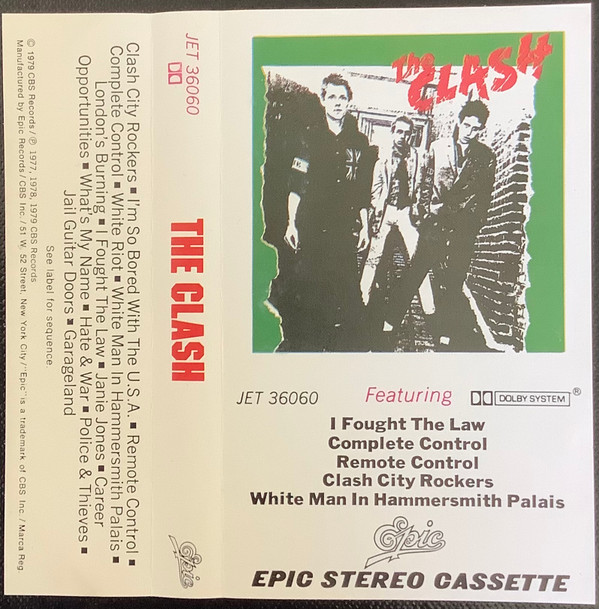 The CLASH
JET 36060
Featuring
DOLBY SYSTEM ®
I Fought The Law
Complete Control
Remote Control
Clash City Rockers
White Man In Hammersmith Palais
Epic
EPIC STEREO CASSETTE
JET 36060
THE CLASH
Epic
Clash City Rockers ■ I'm So Bored With The U.S.A. ■ Remote Control ■
Complete Control ■ White Riot ■ White Man In Hammersmith Palais ■
London's Burning ■ I Fought The Law ■ Janie Jones ■ Career
Opportunities ■ What's My Name ■ Hate & War ■ Police & Thieves ■
Jail Guitar Doors ■ Garageland
See label for sequence
© 1979 CBS Records/℗ 1977, 1978, 1979 CBS Records
Manufactured by Epic Records/CBS Inc./51 W. 52 Street, New York City/"Epic" is a trademark of CBS Inc./Marca Reg.